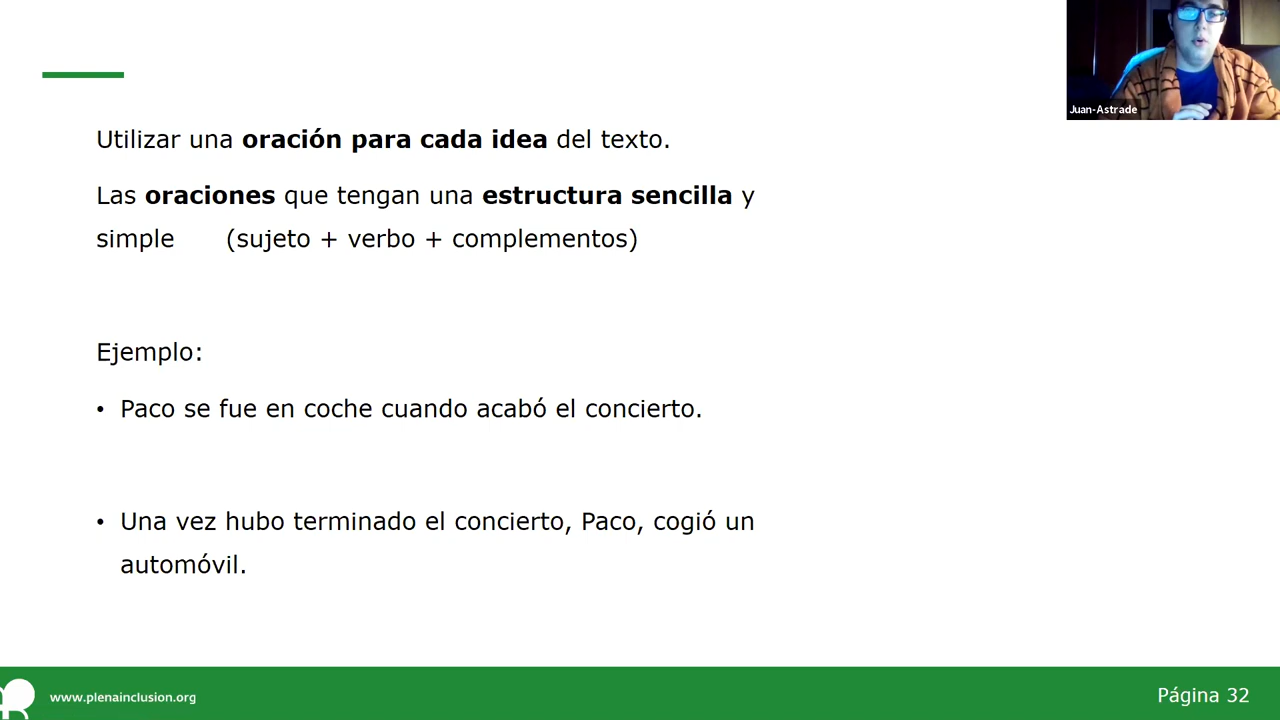 Juan-Astrade
Utilizar una oración para cada idea del texto.
Las oraciones que tengan una estructura sencilla y
simple (sujeto + verbo + complementos)
Ejemplo:
• Paco se fue en coche cuando acabó el concierto.
• Una vez hubo terminado el concierto, Paco, cogió un
automóvil.
www.plenainclusion.org
Página 32